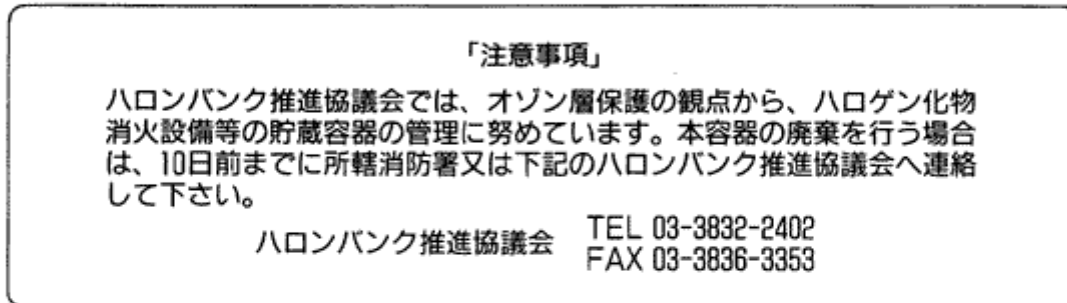 「注意事項」
ハロンバンク推進協議会では、オゾン層保護の観点から、ハロゲン化物
消火設備等の貯蔵容器の管理に努めています。本容器の廃棄を行う場合
は、10日前までに所轄消防署又は下記のハロンバンク推進協議会へ連絡
して下さい。
ハロンバンク推進協議会 TEL 03-3832-2402
FAX 03-3836-3353